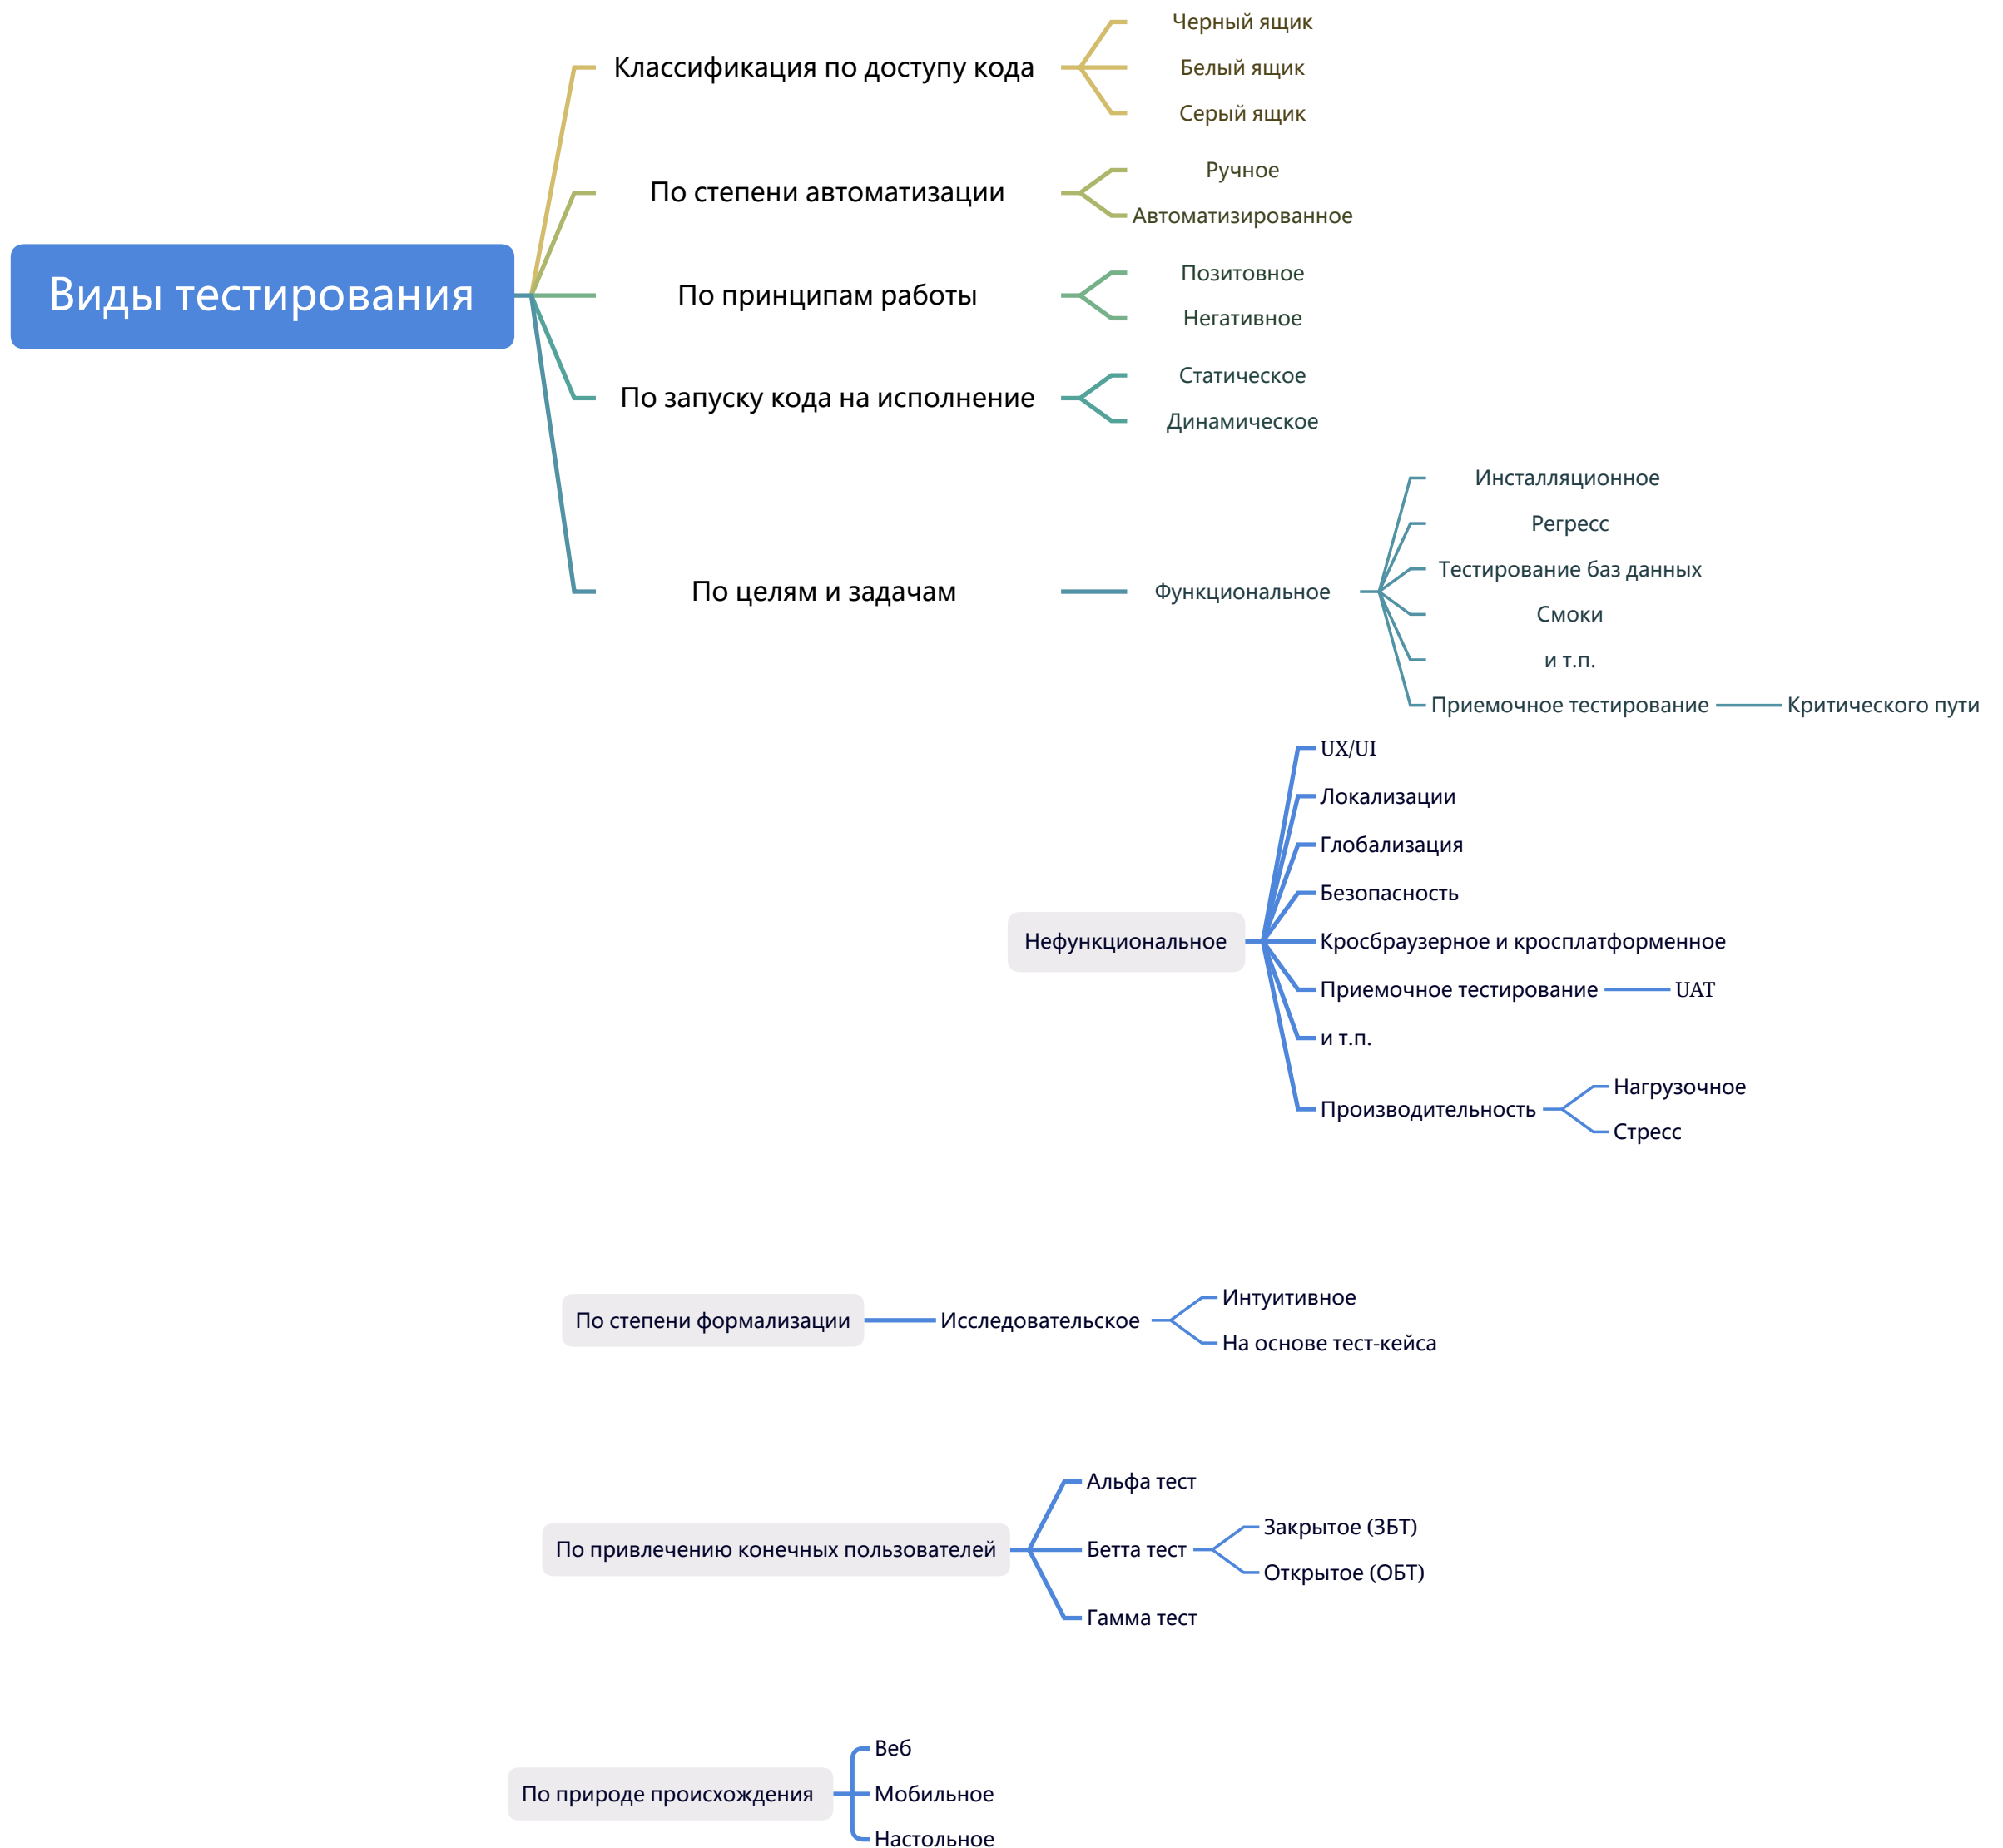 Виды тестирования
Классификация по доступу кода
Черный ящик
Белый ящик
Серый ящик
По степени автоматизации
Ручное
Автоматизированное
По принципам работы
Позитовное
Негативное
По запуску кода на исполнение
Статическое
Динамическое
По целям и задачам
Функциональное
Инсталляционное
Регресс
Тестирование баз данных
Смоки
и т.п.
Приемочное тестирование
Критического пути
Нефункциональное
UX/UI
Локализации
Глобализация
Безопасность
Кросбраузерное и кросплатформенное
Приемочное тестирование
UAT
и т.п.
Производительность
Нагрузочное
Стресс
По степени формализации
Исследовательское
Интуитивное
На основе тест-кейса
По привлечению конечных пользователей
Альфа тест
Бетта тест
Закрытое (ЗБТ)
Открытое (ОБТ)
Гамма тест
По природе происхождения
Веб
Мобильное
Настольное